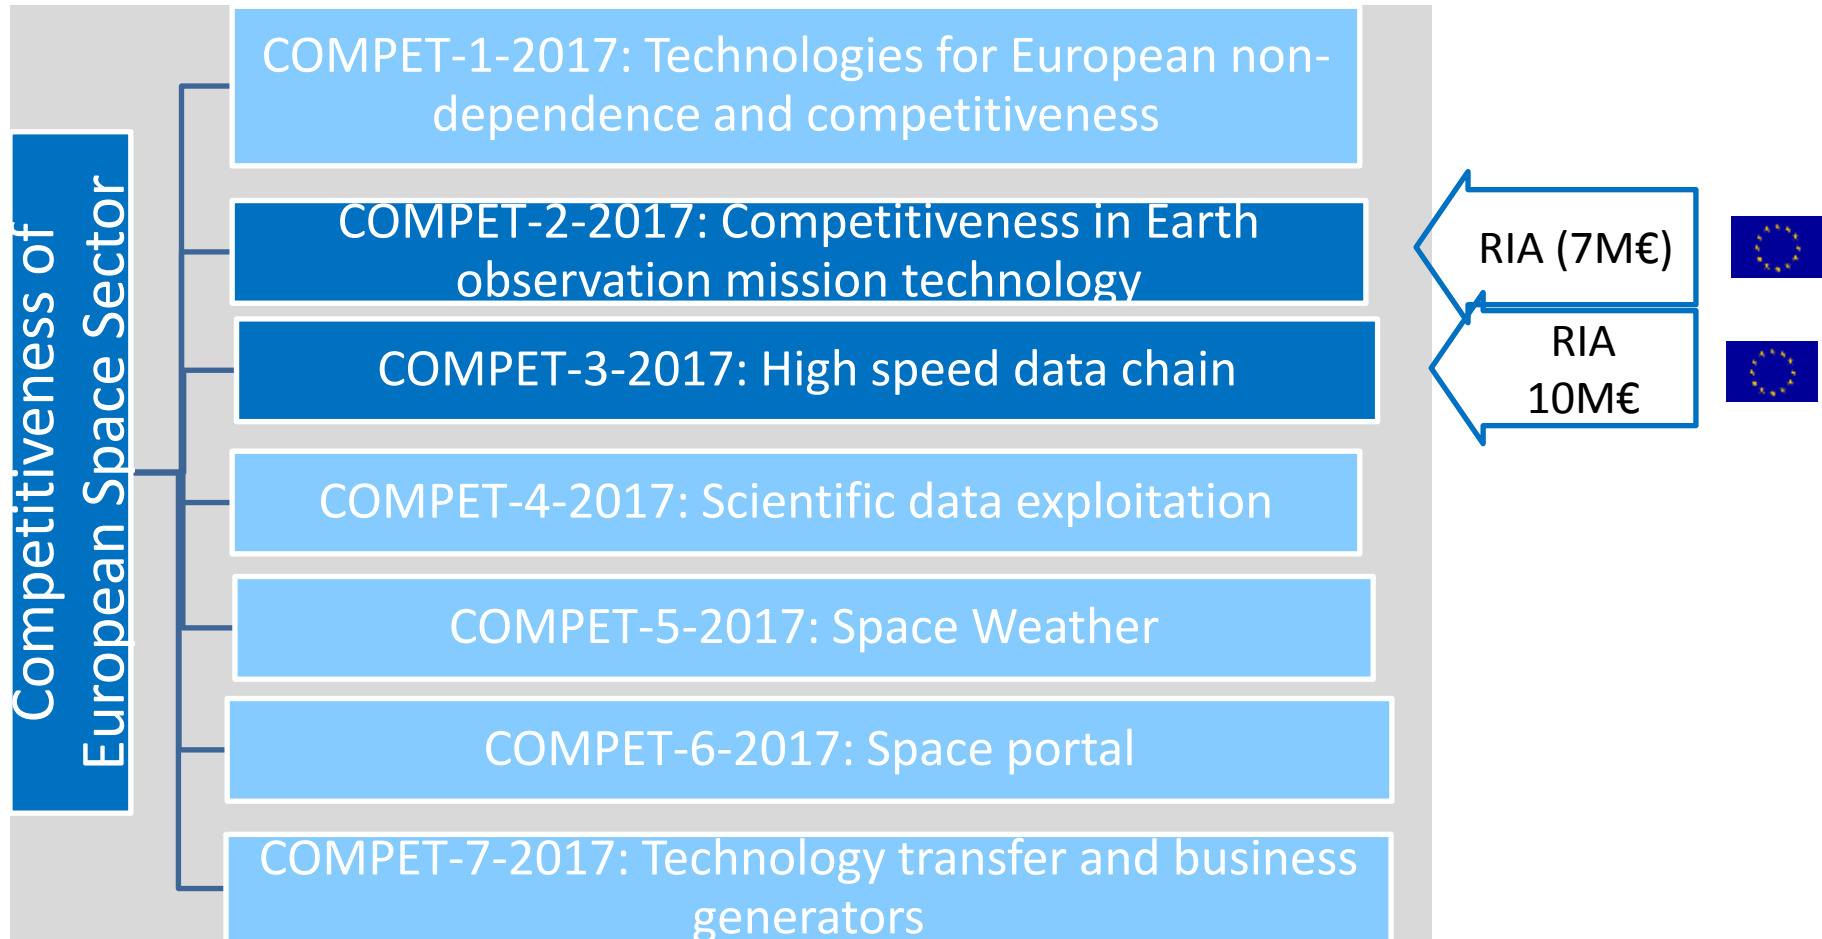 Competitiveness of
European Space Sector
COMPET-1-2017: Technologies for European non-
dependence and competitiveness
COMPET-2-2017: Competitiveness in Earth
observation mission technology
RIA (7M€)
COMPET-3-2017: High speed data chain
RIA
10M€
COMPET-4-2017: Scientific data exploitation
COMPET-5-2017: Space Weather
COMPET-6-2017: Space portal
COMPET-7-2017: Technology transfer and business
generators